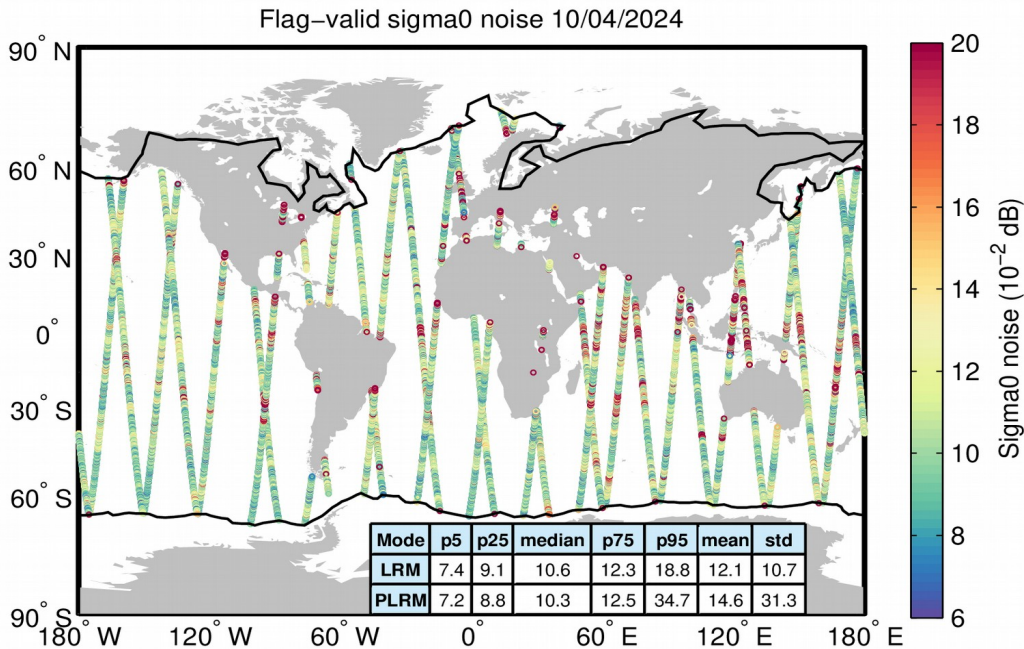 Flag−valid sigma0 noise 10/04/2024
90° N
60° N
30° N
0°
30° S
60° S
90° S
180° W 120° W 60° W 0° 60° E 120° E 180° E
Mode p5 p25 median p75 p95 mean std
LRM 7.4 9.1 10.6 12.3 18.8 12.1 10.7
PLRM 7.2 8.8 10.3 12.5 34.7 14.6 31.3
20
18
16
14
12
10
8
6
Sigma0 noise (10⁻² dB)